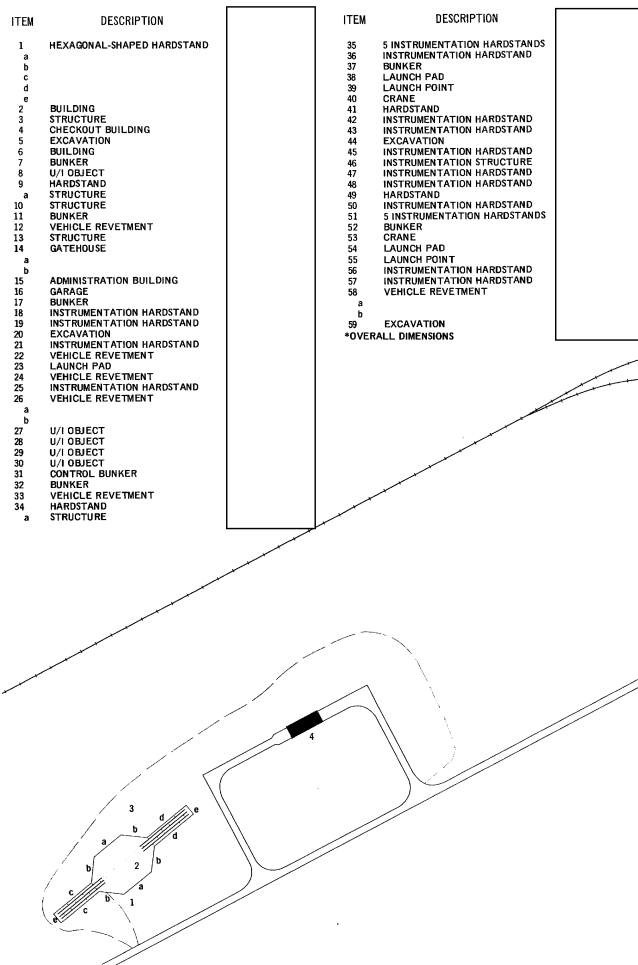 ITEM DESCRIPTION
1 HEXAGONAL-SHAPED HARDSTAND
a
b
c
d
e
2 BUILDING
3 STRUCTURE
4 CHECKOUT BUILDING
5 EXCAVATION
6 BUILDING
7 BUNKER
8 U/I OBJECT
9 HARDSTAND
a STRUCTURE
10 STRUCTURE
11 BUNKER
12 VEHICLE REVETMENT
13 STRUCTURE
14 GATEHOUSE
a
b
15 ADMINISTRATION BUILDING
16 GARAGE
17 BUNKER
18 INSTRUMENTATION HARDSTAND
19 INSTRUMENTATION HARDSTAND
20 EXCAVATION
21 INSTRUMENTATION HARDSTAND
22 VEHICLE REVETMENT
23 LAUNCH PAD
24 VEHICLE REVETMENT
25 INSTRUMENTATION HARDSTAND
26 VEHICLE REVETMENT
a
b
27 U/I OBJECT
28 U/I OBJECT
29 U/I OBJECT
30 U/I OBJECT
31 CONTROL BUNKER
32 BUNKER
33 VEHICLE REVETMENT
34 HARDSTAND
a STRUCTURE
ITEM DESCRIPTION
35 5 INSTRUMENTATION HARDSTANDS
36 INSTRUMENTATION HARDSTAND
37 BUNKER
38 LAUNCH PAD
39 LAUNCH POINT
40 CRANE
41 HARDSTAND
42 INSTRUMENTATION HARDSTAND
43 INSTRUMENTATION HARDSTAND
44 EXCAVATION
45 INSTRUMENTATION HARDSTAND
46 INSTRUMENTATION STRUCTURE
47 INSTRUMENTATION HARDSTAND
48 INSTRUMENTATION HARDSTAND
49 HARDSTAND
50 INSTRUMENTATION HARDSTAND
51 5 INSTRUMENTATION HARDSTANDS
52 BUNKER
53 CRANE
54 LAUNCH PAD
55 LAUNCH POINT
56 INSTRUMENTATION HARDSTAND
57 INSTRUMENTATION HARDSTAND
58 VEHICLE REVETMENT
a
b
59 EXCAVATION
*OVERALL DIMENSIONS
4
3
d
e
b
d
a
b
2
b
c
a
b
c
1
e